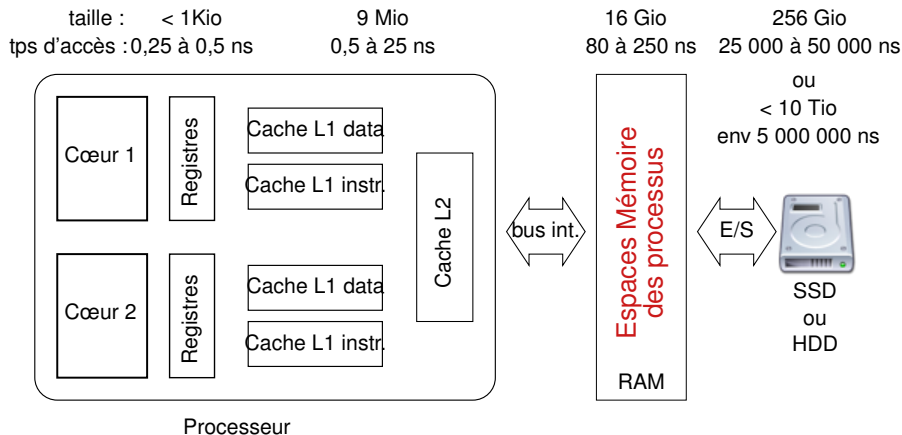 taille : < 1Kio 9 Mio 16 Gio 256 Gio
tps d'accès : 0,25 à 0,5 ns 0,5 à 25 ns 80 à 250 ns 25 000 à 50 000 ns
ou
< 10 Tio
env 5 000 000 ns
Cœur 1
Registres
Cache L1 data
Cache L1 instr.
Cœur 2
Registres
Cache L1 data
Cache L1 instr.
Cache L2
bus int.
Espaces Mémoire
des processus
RAM
E/S
SSD
ou
HDD
Processeur